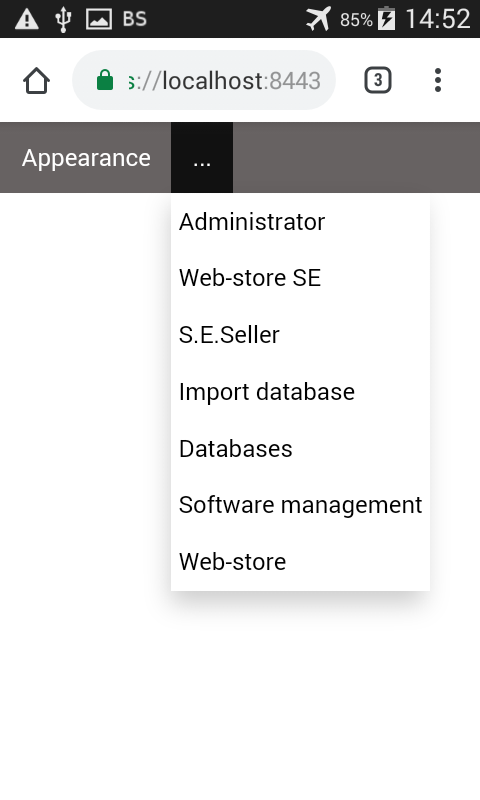 BS 85% 14:52
s://localhost:8443 3
Appearance ...
Administrator
Web-store SE
S.E.Seller
Import database
Databases
Software management
Web-store